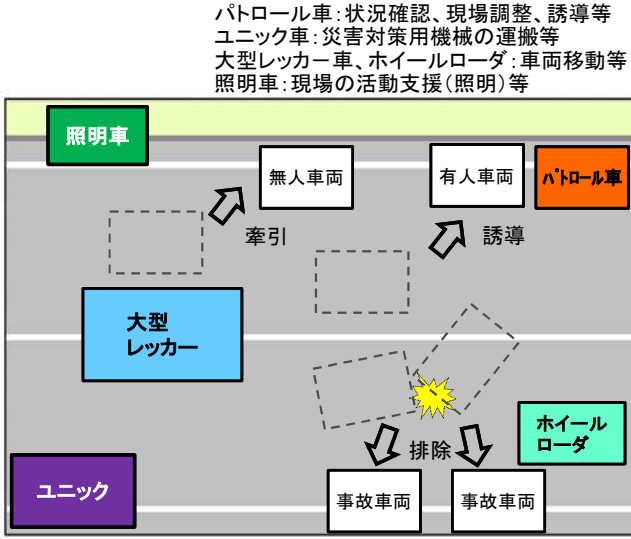 パトロール車：状況確認、現場調整、誘導等
ユニック車：災害対策用機械の運搬等
大型レッカー車、ホイールローダ：車両移動等
照明車：現場の活動支援（照明）等
照明車
無人車両
有人車両
パトロール車
牽引
誘導
大型
レッカー
ホイール
ローダ
排除
ユニック
事故車両
事故車両